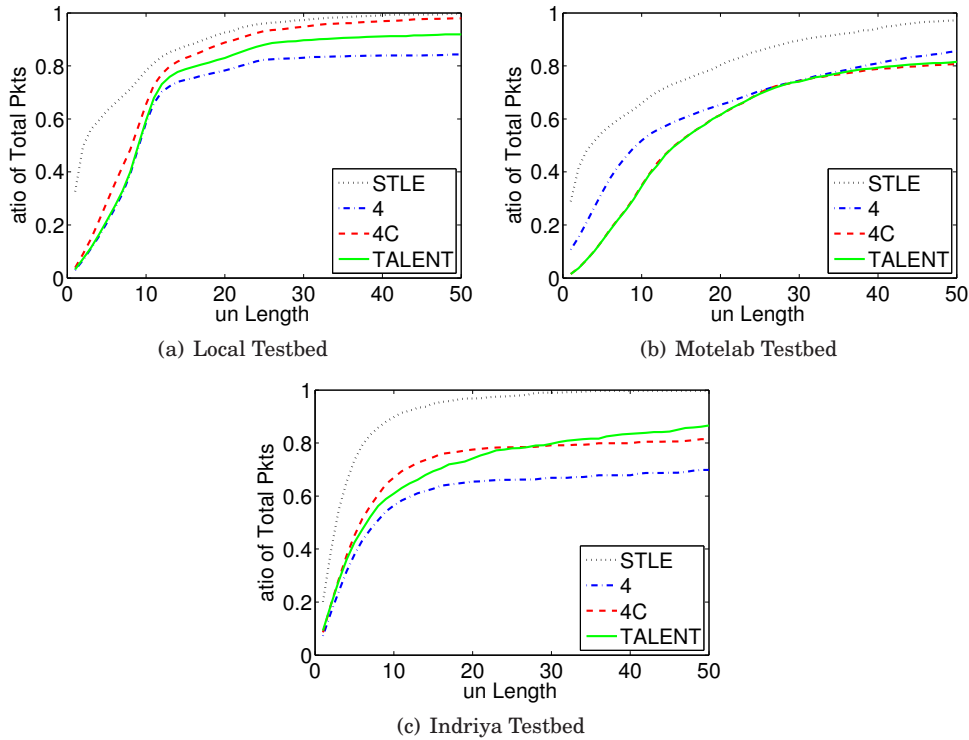 1
0.8
0.6
0.4
0.2
0
atio of Total Pkts
STLE
4
4C
TALENT
0 10 20 30 40 50
un Length
(a) Local Testbed
1
0.8
0.6
0.4
0.2
0
atio of Total Pkts
STLE
4
4C
TALENT
0 10 20 30 40 50
un Length
(b) Motelab Testbed
1
0.8
0.6
0.4
0.2
0
atio of Total Pkts
STLE
4
4C
TALENT
0 10 20 30 40 50
un Length
(c) Indriya Testbed